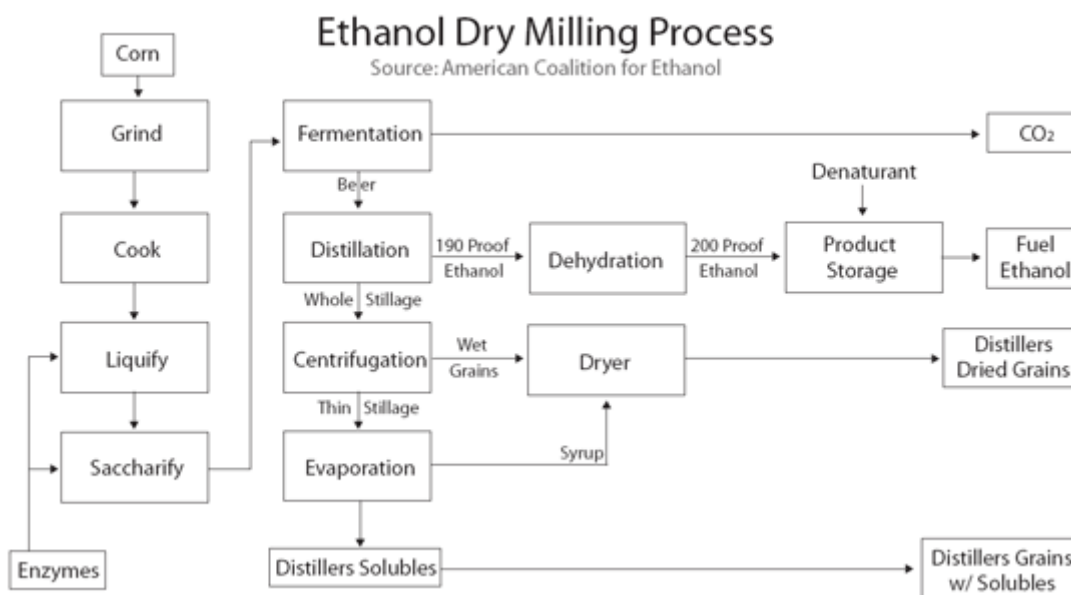 Ethanol Dry Milling Process
Source: American Coalition for Ethanol
Corn
Grind
Cook
Liquify
Saccharify
Enzymes
Fermentation
Beer
Distillation
Whole Stillage
Centrifugation
Thin Stillage
Evaporation
Distillers Solubles
190 Proof
Ethanol
Dehydration
200 Proof
Ethanol
Denaturant
Product
Storage
Wet
Grains
Dryer
Syrup
CO₂
Fuel
Ethanol
Distillers
Dried Grains
Distillers Grains
w/ Solubles